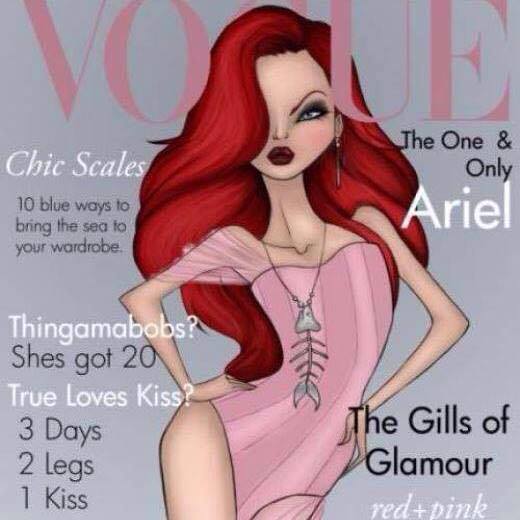 VOGUE
The One &
Only
Ariel
Chic Scales
10 blue ways to
bring the sea to
your wardrobe.
Thingamabobs?
Shes got 20
True Loves Kiss?
3 Days
2 Legs
1 Kiss
The Gills of
Glamour
red+pink